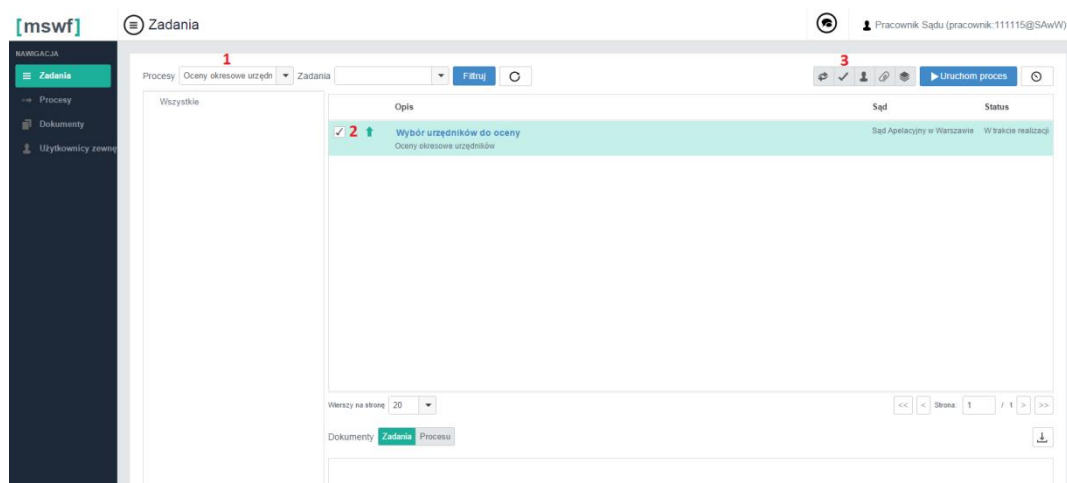 [mswf]
Zadania
Pracownik Sądu (pracownik:111115@SAwW)
NAWIGACJA
Zadania
Procesy
Dokumenty
Użytkownicy zewnę
1
3
Procesy Oceny okresowe urzędn Zadania Filtruj Uruchom proces
Wszystkie
Opis Sąd Status
2 Wybór urzędników do oceny Sąd Apelacyjny w Warszawie W trakcie realizacji
Oceny okresowe urzędników
Wierszy na stronę 20 << < Strona: 1 / 1 > >>
Dokumenty Zadania Procesu